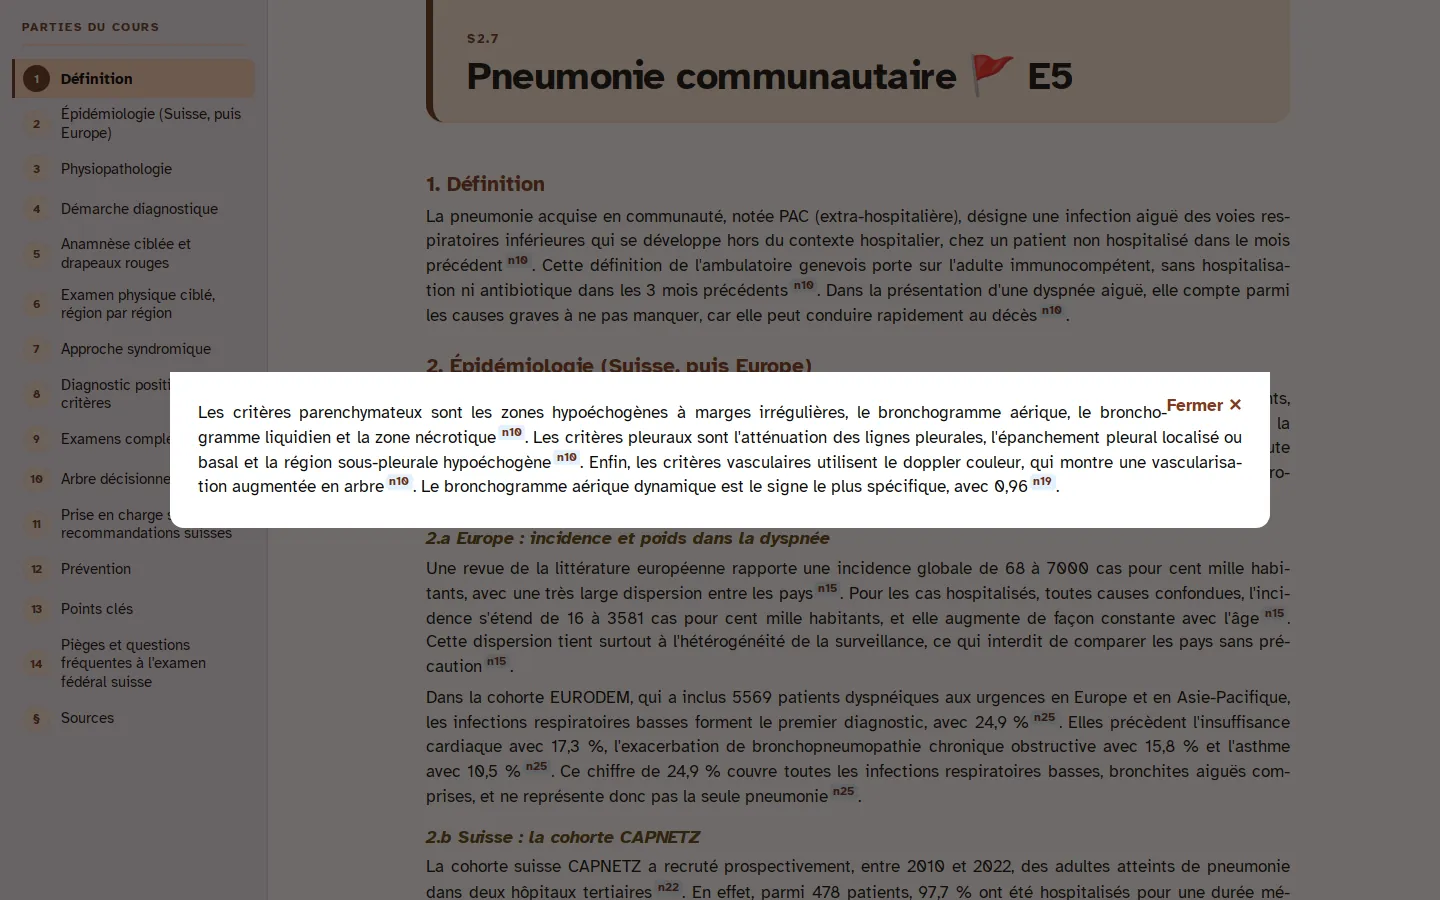 PARTIES DU COURS
1 Définition
2 Épidémiologie (Suisse, puis
Europe)
3 Physiopathologie
4 Démarche diagnostique
5 Anamnèse ciblée et
drapeaux rouges
6 Examen physique ciblé,
région par région
7 Approche syndromique
8 Diagnostic positi
critères
9 Examens comple
10 Arbre décisionne
11 Prise en charge s
recommandations suisses
12 Prévention
13 Points clés
14 Pièges et questions
fréquentes à l'examen
fédéral suisse
§ Sources
S2.7
Pneumonie communautaire 🚩 E5
1. Définition
La pneumonie acquise en communauté, notée PAC (extra-hospitalière), désigne une infection aiguë des voies res-
piratoires inférieures qui se développe hors du contexte hospitalier, chez un patient non hospitalisé dans le mois
précédent n10. Cette définition de l'ambulatoire genevois porte sur l'adulte immunocompétent, sans hospitalisa-
tion ni antibiotique dans les 3 mois précédents n10. Dans la présentation d'une dyspnée aiguë, elle compte parmi
les causes graves à ne pas manquer, car elle peut conduire rapidement au décès n10.
2. Épidémiologie (Suisse, puis Europe)
nts,
la
ute
ro-
Fermer ✕
Les critères parenchymateux sont les zones hypoéchogènes à marges irrégulières, le bronchogramme aérique, le broncho-
gramme liquidien et la zone nécrotique n10. Les critères pleuraux sont l'atténuation des lignes pleurales, l'épanchement pleural localisé ou
basal et la région sous-pleurale hypoéchogène n10. Enfin, les critères vasculaires utilisent le doppler couleur, qui montre une vascularisa-
tion augmentée en arbre n10. Le bronchogramme aérique dynamique est le signe le plus spécifique, avec 0,96 n19.
2.a Europe : incidence et poids dans la dyspnée
Une revue de la littérature européenne rapporte une incidence globale de 68 à 7000 cas pour cent mille habi-
tants, avec une très large dispersion entre les pays n15. Pour les cas hospitalisés, toutes causes confondues, l'inci-
dence s'étend de 16 à 3581 cas pour cent mille habitants, et elle augmente de façon constante avec l'âge n15.
Cette dispersion tient surtout à l'hétérogénéité de la surveillance, ce qui interdit de comparer les pays sans pré-
caution n15.
Dans la cohorte EURODEM, qui a inclus 5569 patients dyspnéiques aux urgences en Europe et en Asie-Pacifique,
les infections respiratoires basses forment le premier diagnostic, avec 24,9 % n25. Elles précèdent l'insuffisance
cardiaque avec 17,3 %, l'exacerbation de bronchopneumopathie chronique obstructive avec 15,8 % et l'asthme
avec 10,5 % n25. Ce chiffre de 24,9 % couvre toutes les infections respiratoires basses, bronchites aiguës com-
prises, et ne représente donc pas la seule pneumonie n25.
2.b Suisse : la cohorte CAPNETZ
La cohorte suisse CAPNETZ a recruté prospectivement, entre 2010 et 2022, des adultes atteints de pneumonie
dans deux hôpitaux tertiaires n22. En effet, parmi 478 patients, 97,7 % ont été hospitalisés pour une durée mé-